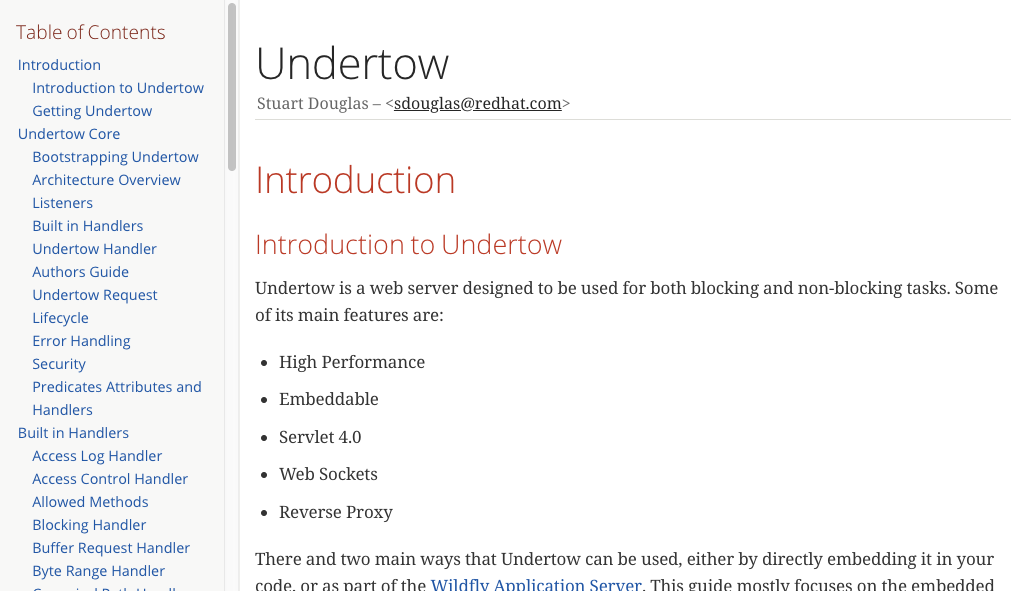 Table of Contents
Introduction
Introduction to Undertow
Getting Undertow
Undertow Core
Bootstrapping Undertow
Architecture Overview
Listeners
Built in Handlers
Undertow Handler
Authors Guide
Undertow Request
Lifecycle
Error Handling
Security
Predicates Attributes and
Handlers
Built in Handlers
Access Log Handler
Access Control Handler
Allowed Methods
Blocking Handler
Buffer Request Handler
Byte Range Handler
Undertow
Stuart Douglas – <sdouglas@redhat.com>
Introduction
Introduction to Undertow
Undertow is a web server designed to be used for both blocking and non-blocking tasks. Some
of its main features are:
• High Performance
• Embeddable
• Servlet 4.0
• Web Sockets
• Reverse Proxy
There and two main ways that Undertow can be used, either by directly embedding it in your
code, or as part of the Wildfly Application Server. This guide mostly focuses on the embedded